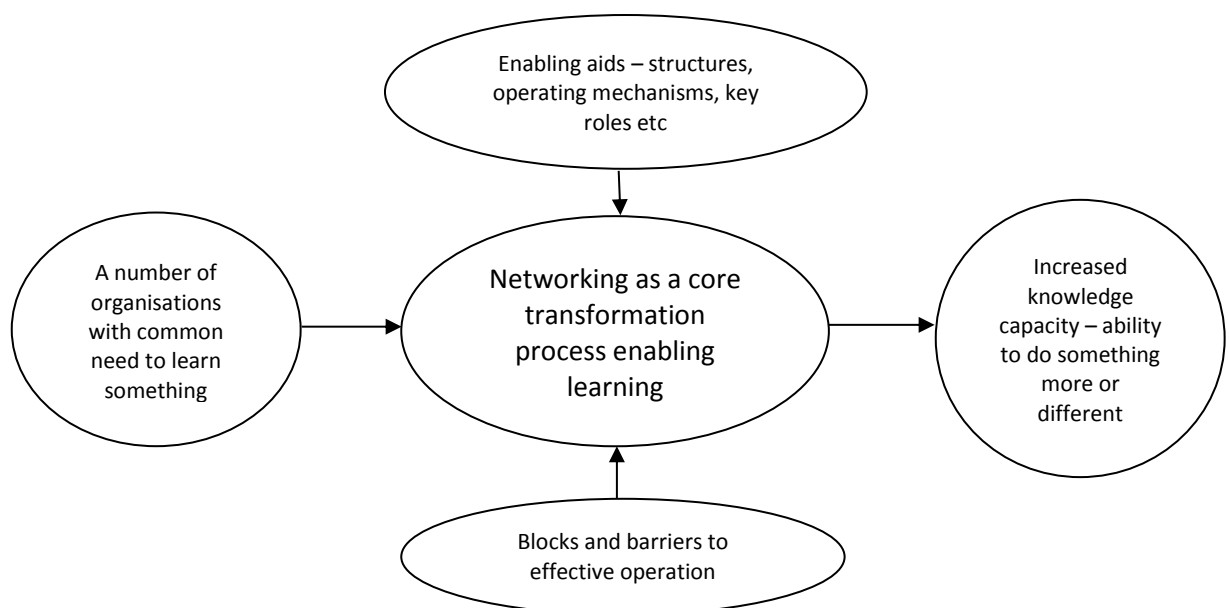 Enabling aids – structures,
operating mechanisms, key
roles etc
A number of
organisations
with common
need to learn
something
Networking as a core
transformation
process enabling
learning
Increased
knowledge
capacity – ability
to do something
more or
different
Blocks and barriers to
effective operation